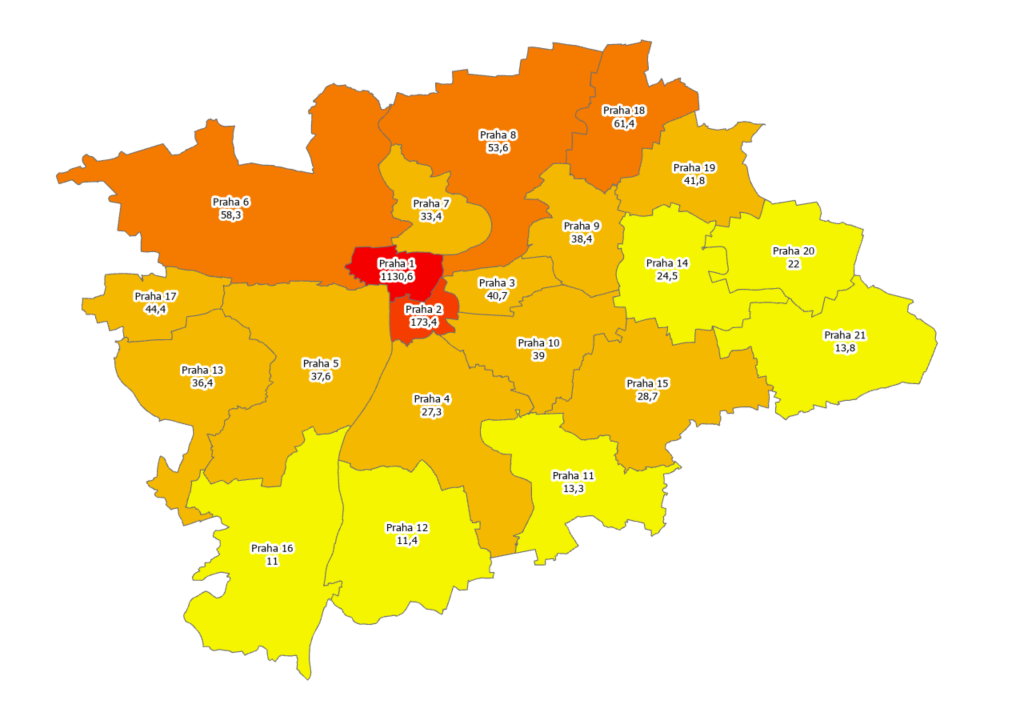 Praha 18
61,4
Praha 8
53,6
Praha 19
41,8
Praha 6
58,3
Praha 7
33,4
Praha 9
38,4
Praha 20
22
Praha 14
24,5
Praha 1
1130,6
Praha 3
40,7
Praha 17
44,4
Praha 2
173,4
Praha 21
13,8
Praha 10
39
Praha 5
37,6
Praha 13
36,4
Praha 15
28,7
Praha 4
27,3
Praha 11
13,3
Praha 12
11,4
Praha 16
11